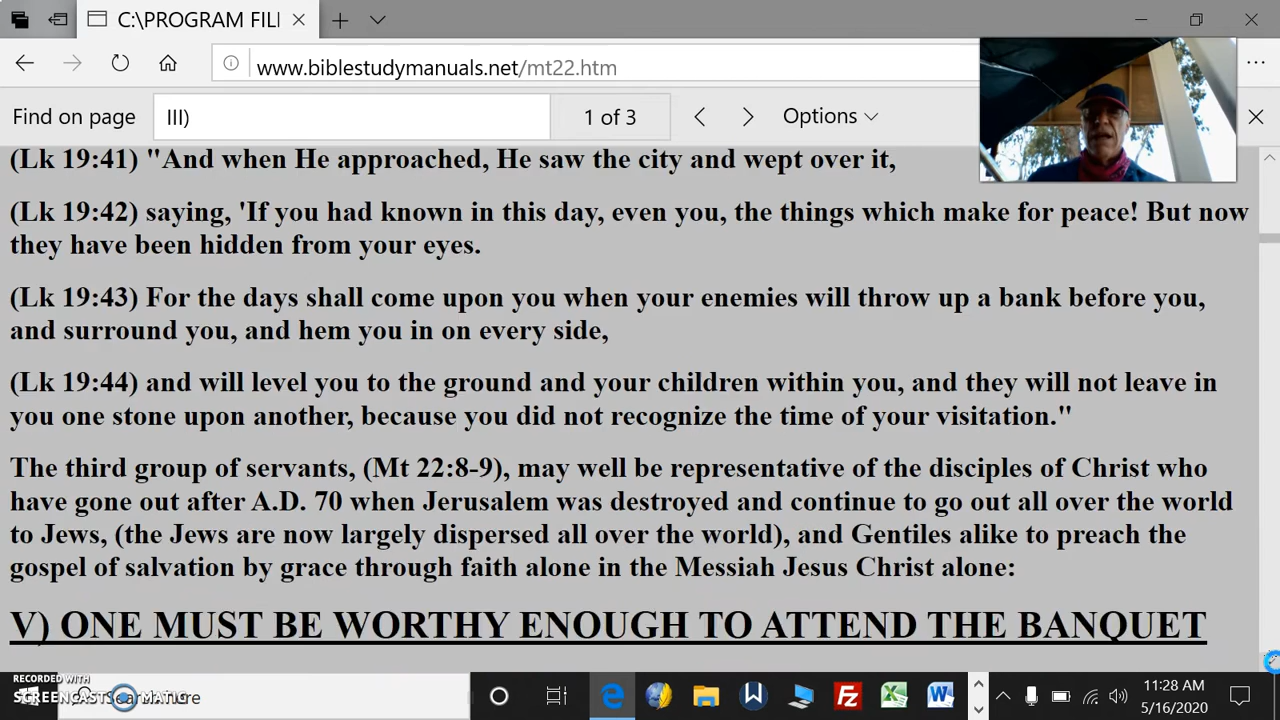 C:\PROGRAM FILI
www.biblestudymanuals.net/mt22.htm
Find on page
III)
1 of 3
Options
(Lk 19:41) "And when He approached, He saw the city and wept over it,
(Lk 19:42) saying, 'If you had known in this day, even you, the things which make for peace! But now
they have been hidden from your eyes.
(Lk 19:43) For the days shall come upon you when your enemies will throw up a bank before you,
and surround you, and hem you in on every side,
(Lk 19:44) and will level you to the ground and your children within you, and they will not leave in
you one stone upon another, because you did not recognize the time of your visitation."
The third group of servants, (Mt 22:8-9), may well be representative of the disciples of Christ who
have gone out after A.D. 70 when Jerusalem was destroyed and continue to go out all over the world
to Jews, (the Jews are now largely dispersed all over the world), and Gentiles alike to preach the
gospel of salvation by grace through faith alone in the Messiah Jesus Christ alone:
V) ONE MUST BE WORTHY ENOUGH TO ATTEND THE BANQUET
RECORDED WITH
SCREENCAST MATIC
here
11:28 AM
5/16/2020